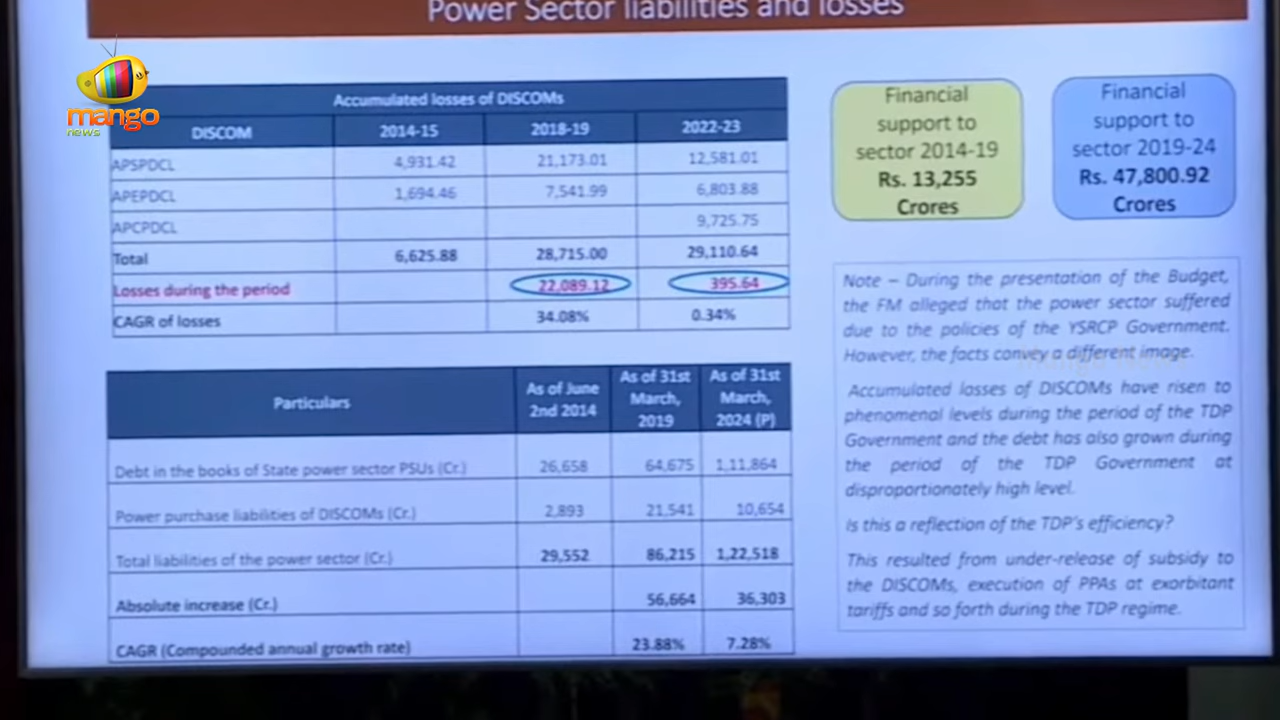 Power Sector liabilities and losses
mango
news
Accumulated losses of DISCOMs
DISCOM 2014-15 2018-19 2022-23
APSPDCL 4,931.42 21,173.01 12,581.01
APEPDCL 1,694.46 7,541.99 6,803.88
APCPDCL 9,725.75
Total 6,625.88 28,715.00 29,110.64
Losses during the period 22,089.12 395.64
CAGR of losses 34.08% 0.34%
Financial
support to
sector 2014-19
Rs. 13,255
Crores
Financial
support to
sector 2019-24
Rs. 47,800.92
Crores
Particulars
As of June
2nd 2014
As of 31st
March,
2019
As of 31st
March,
2024 (P)
Debt in the books of State power sector PSUs (Cr.) 26,658 64,675 1,11,864
Power purchase liabilities of DISCOMs (Cr.) 2,893 21,541 10,654
Total liabilities of the power sector (Cr.) 29,552 86,215 1,22,518
Absolute increase (Cr.) 56,664 36,303
CAGR (Compounded annual growth rate) 23.88% 7.28%
Note – During the presentation of the Budget,
the FM alleged that the power sector suffered
due to the policies of the YSRCP Government.
However, the facts convey a different image.
Accumulated losses of DISCOMs have risen to
phenomenal levels during the period of the TDP
Government and the debt has also grown during
the period of the TDP Government at
disproportionately high level.
Is this a reflection of the TDP's efficiency?
This resulted from under-release of subsidy to
the DISCOMs, execution of PPAs at exorbitant
tariffs and so forth during the TDP regime.